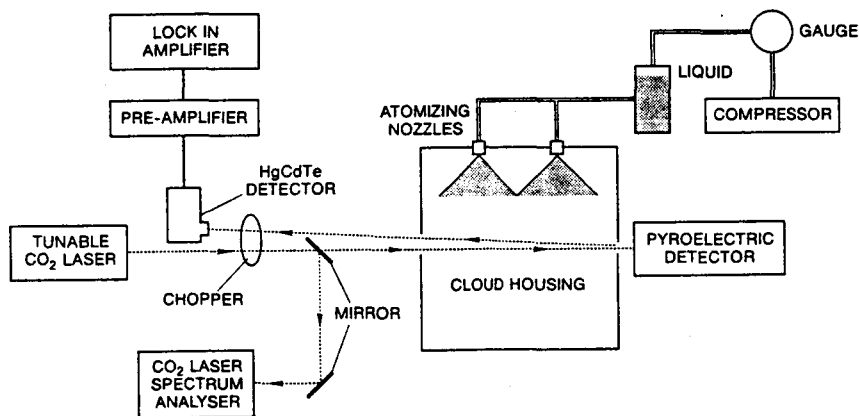 LOCK IN
AMPLIFIER
PRE-AMPLIFIER
HgCdTe
DETECTOR
TUNABLE
CO₂ LASER
CHOPPER
MIRROR
CO₂ LASER
SPECTRUM
ANALYSER
ATOMIZING
NOZZLES
LIQUID
GAUGE
COMPRESSOR
CLOUD HOUSING
PYROELECTRIC
DETECTOR